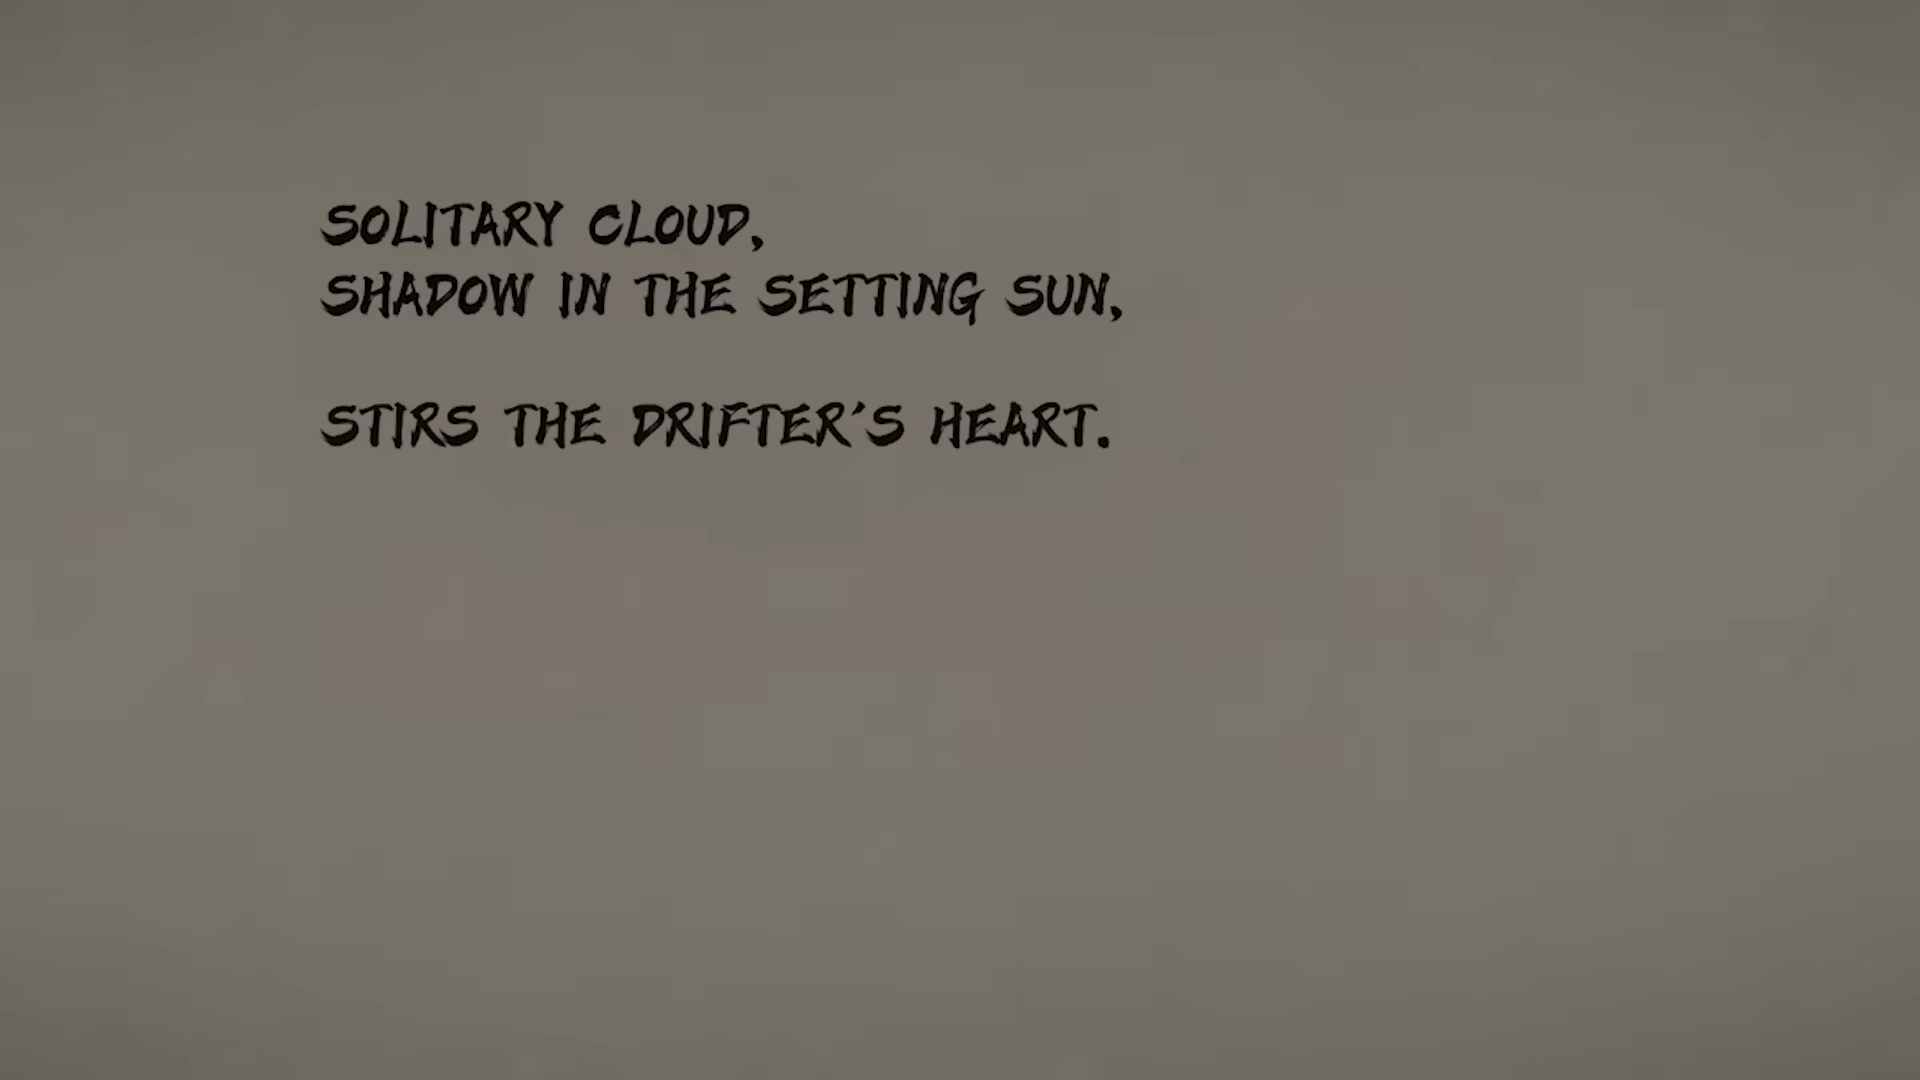 SOLITARY CLOUD,
SHADOW IN THE SETTING SUN,
STIRS THE DRIFTER'S HEART.